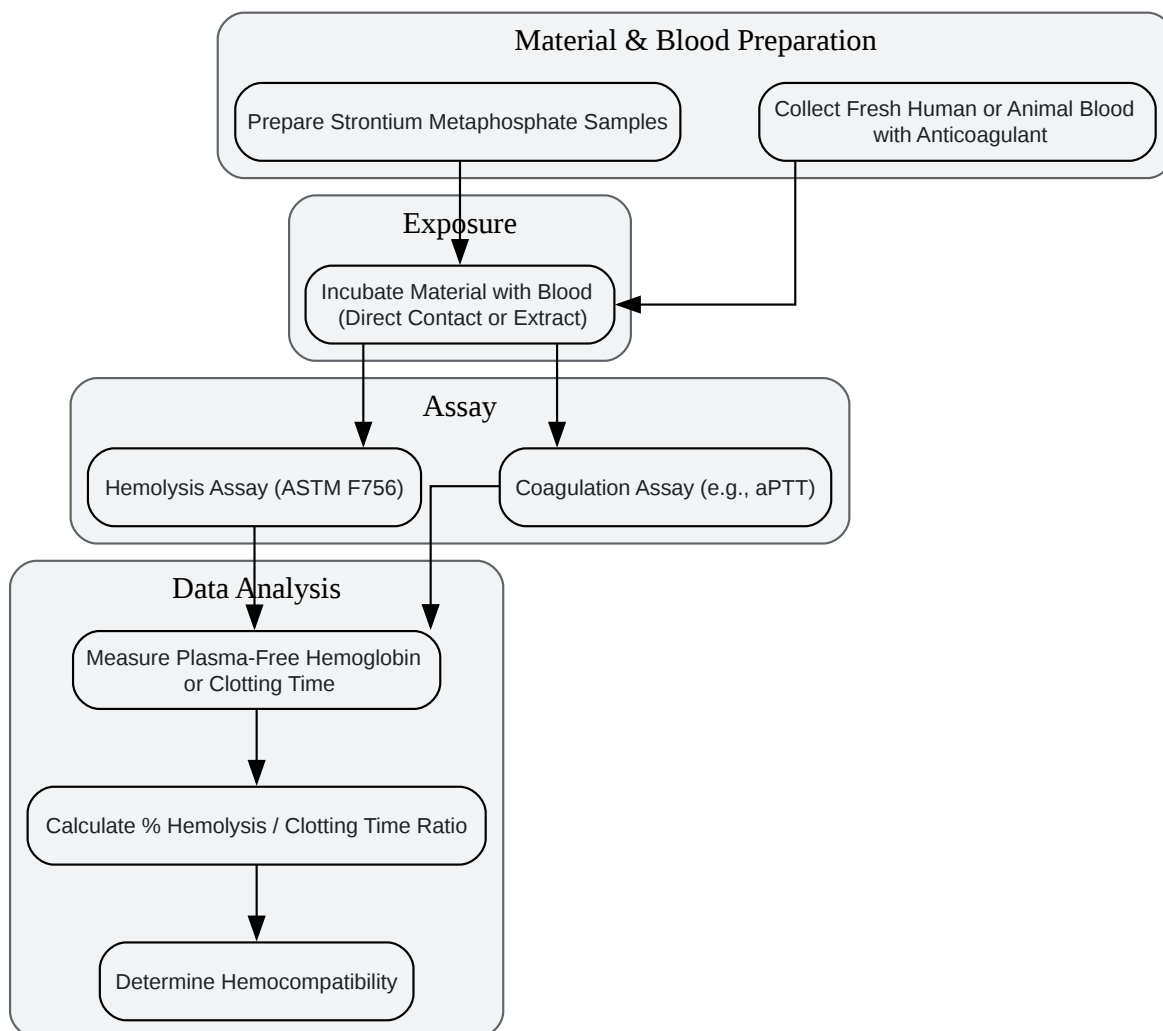 Material & Blood Preparation
Prepare Strontium Metaphosphate Samples
Collect Fresh Human or Animal Blood
with Anticoagulant
Exposure
Incubate Material with Blood
(Direct Contact or Extract)
Assay
Hemolysis Assay (ASTM F756)
Coagulation Assay (e.g., aPTT)
Data Analysis
Measure Plasma-Free Hemoglobin
or Clotting Time
Calculate % Hemolysis / Clotting Time Ratio
Determine Hemocompatibility